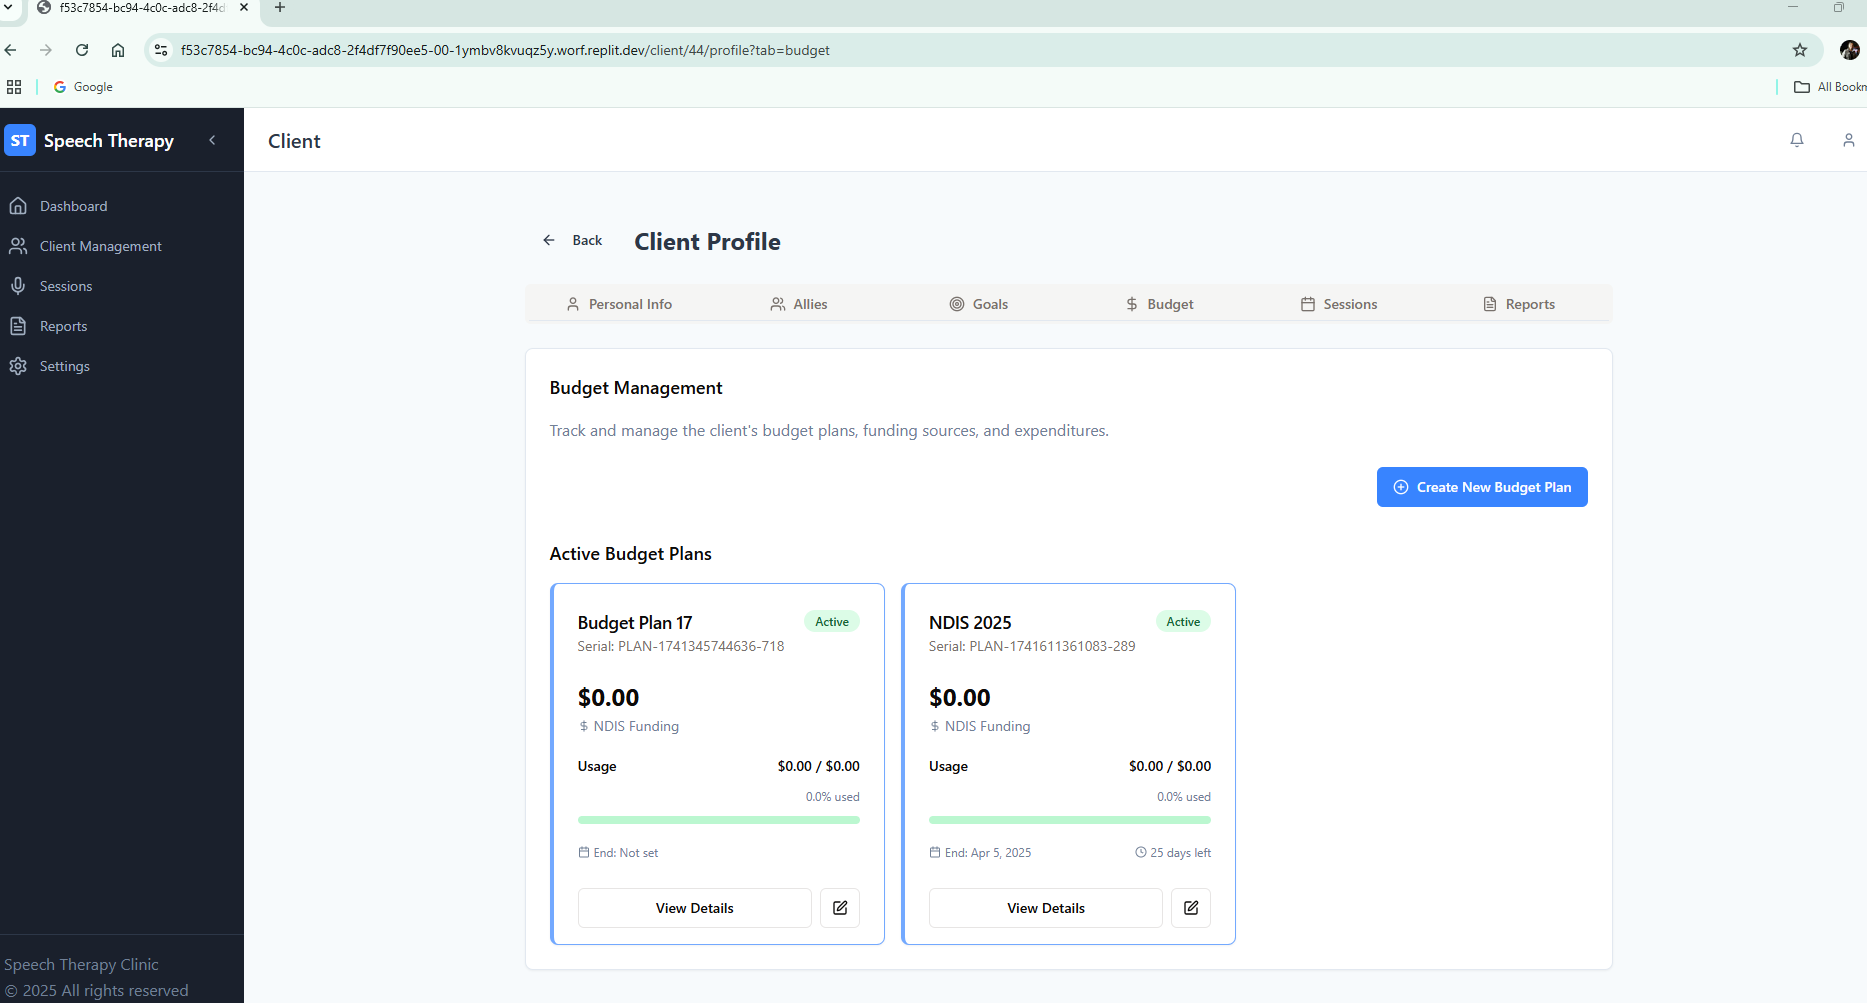 f53c7854-bc94-4c0c-adc8-2f4d
f53c7854-bc94-4c0c-adc8-2f4df7f90ee5-00-1ymbv8kvuqz5y.worf.replit.dev/client/44/profile?tab=budget
Google
All Bookm
ST Speech Therapy
Client
Dashboard
Client Management
Sessions
Reports
Settings
Back
Client Profile
Personal Info
Allies
Goals
Budget
Sessions
Reports
Budget Management
Track and manage the client's budget plans, funding sources, and expenditures.
Create New Budget Plan
Active Budget Plans
Budget Plan 17
Active
Serial: PLAN-1741345744636-718
$0.00
$ NDIS Funding
Usage
$0.00 / $0.00
0.0% used
End: Not set
View Details
NDIS 2025
Active
Serial: PLAN-1741611361083-289
$0.00
$ NDIS Funding
Usage
$0.00 / $0.00
0.0% used
End: Apr 5, 2025
25 days left
View Details
Speech Therapy Clinic
© 2025 All rights reserved